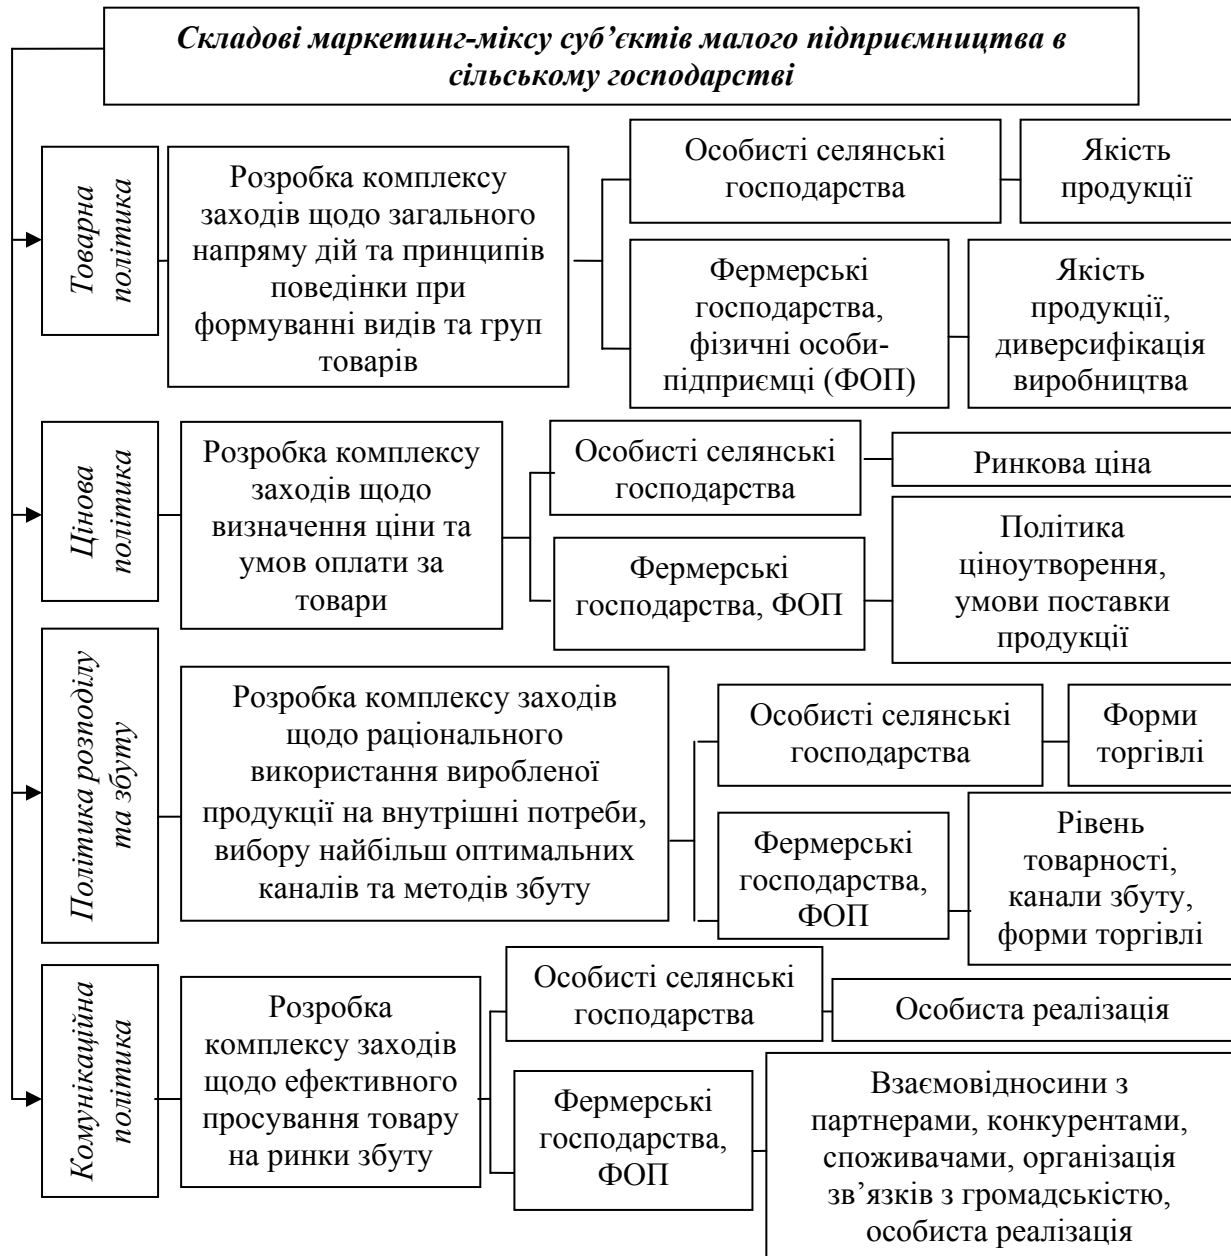 Складові маркетинг-міксу суб’єктів малого підприємництва в
сільському господарстві
Товарна
політика
Розробка комплексу
заходів щодо загального
напряму дій та принципів
поведінки при
формуванні видів та груп
товарів
Особисті селянські
господарства
Якість
продукції
Фермерські
господарства,
фізичні особи-
підприємці (ФОП)
Якість
продукції,
диверсифікація
виробництва
Цінова
політика
Розробка комплексу
заходів щодо
визначення ціни та
умов оплати за
товари
Особисті селянські
господарства
Ринкова ціна
Фермерські
господарства, ФОП
Політика
ціноутворення,
умови поставки
продукції
Політика розподілу
та збуту
Розробка комплексу заходів
щодо раціонального
використання виробленої
продукції на внутрішні потреби,
вибору найбільш оптимальних
каналів та методів збуту
Особисті селянські
господарства
Форми
торгівлі
Фермерські
господарства,
ФОП
Рівень
товарності,
канали збуту,
форми торгівлі
Комунікаційна
політика
Розробка
комплексу заходів
щодо ефективного
просування товару
на ринки збуту
Особисті селянські
господарства
Особиста реалізація
Фермерські
господарства,
ФОП
Взаємовідносини з
партнерами, конкурентами,
споживачами, організація
зв’язків з громадськістю,
особиста реалізація